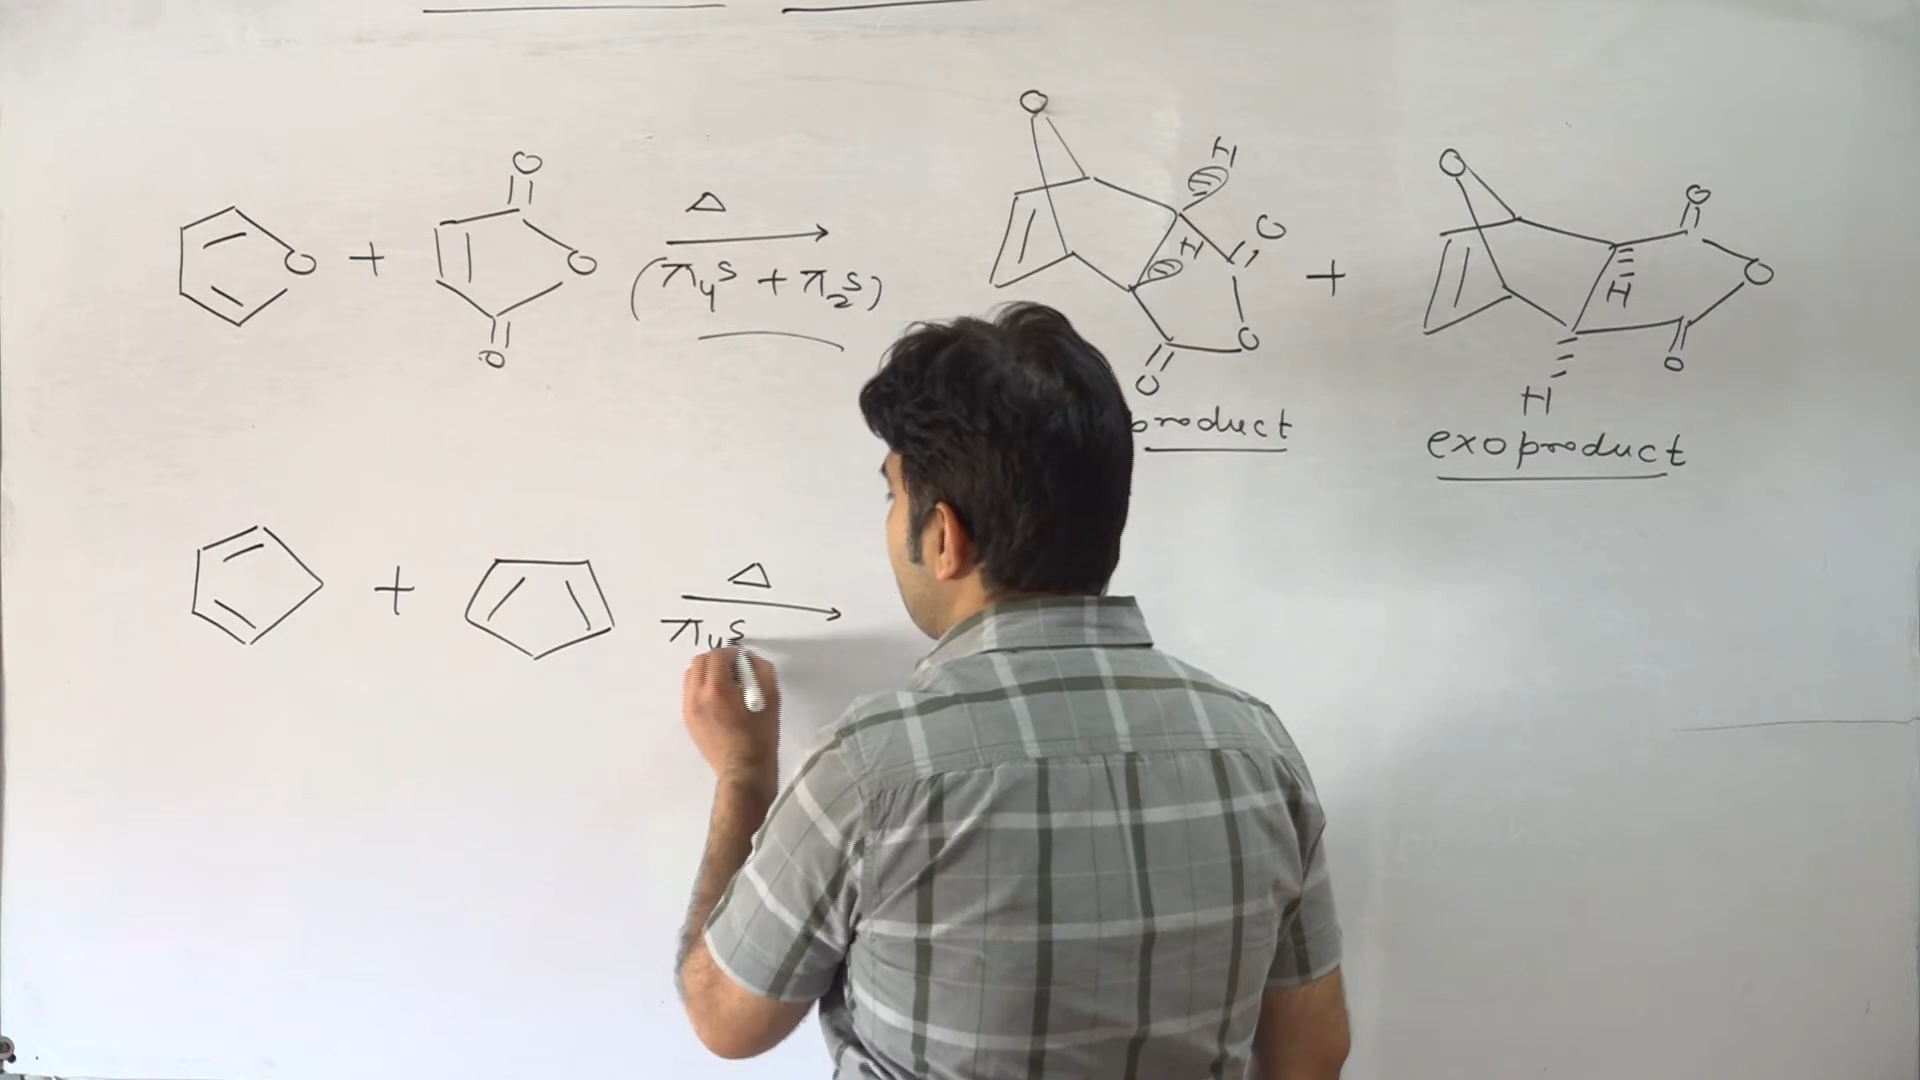 O
O H
O O
Δ
H O
O + O (π4s + π2s) + H O
O
O O
O H
product exoproduct
+ Δ
π4s